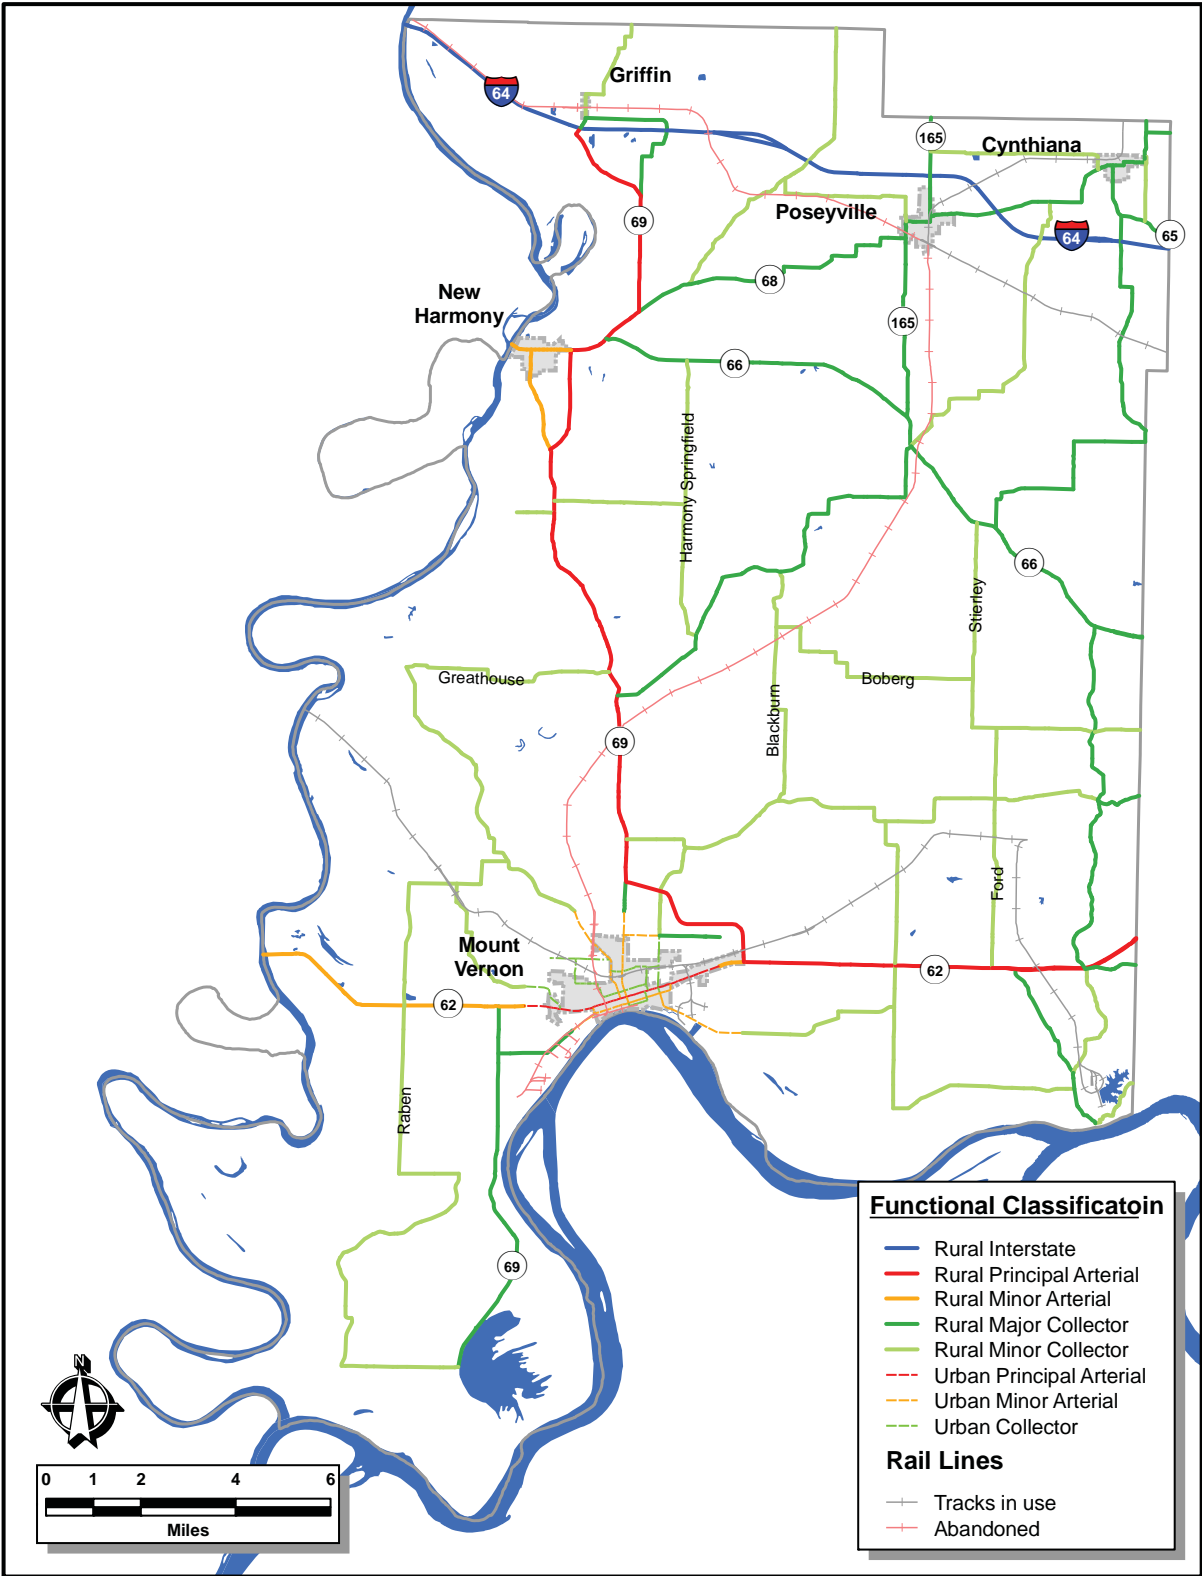 Griffin
64
165
Cynthiana
Poseyville
69
64
65
68
New
Harmony
165
66
Harmony Springfield
66
Stierley
Greathouse
Boberg
Blackburn
69
Ford
Mount
Vernon
62
62
Raben
69
Functional Classificatoin
Rural Interstate
Rural Principal Arterial
Rural Minor Arterial
Rural Major Collector
Rural Minor Collector
Urban Principal Arterial
Urban Minor Arterial
Urban Collector
Rail Lines
Tracks in use
Abandoned
N
0 1 2 4 6
Miles